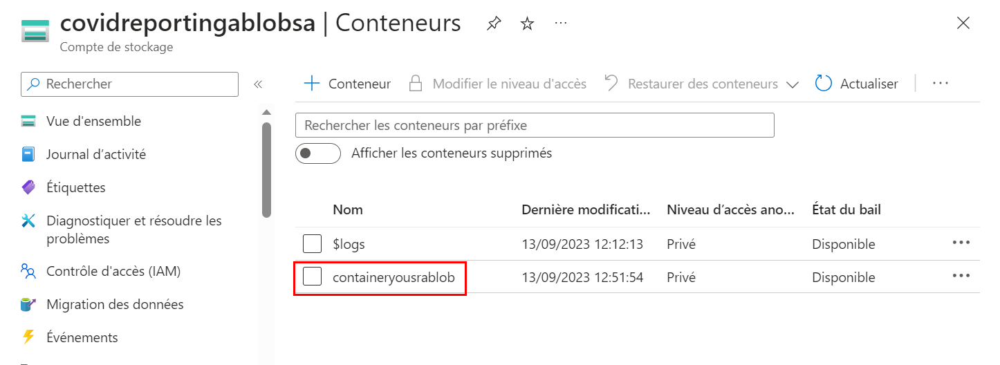 covidreportingablobsa | Conteneurs
Compte de stockage
Rechercher
Vue d'ensemble
Journal d’activité
Étiquettes
Diagnostiquer et résoudre les
problèmes
Contrôle d'accès (IAM)
Migration des données
Événements
Conteneur Modifier le niveau d'accès Restaurer des conteneurs Actualiser
Rechercher les conteneurs par préfixe
Afficher les conteneurs supprimés
Nom Dernière modificati... Niveau d’accès ano... État du bail
$logs 13/09/2023 12:12:13 Privé Disponible
containeryousrablob 13/09/2023 12:51:54 Privé Disponible